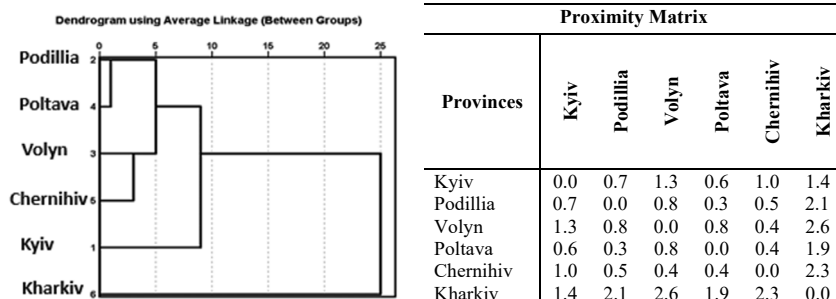 Dendrogram using Average Linkage (Between Groups)
0 5 10 15 20 25
Podillia 2
Poltava 4
Volyn 3
Chernihiv 5
Kyiv 1
Kharkiv 6
Proximity Matrix
Provinces Kyiv Podillia Volyn Poltava Chernihiv Kharkiv
Kyiv 0.0 0.7 1.3 0.6 1.0 1.4
Podillia 0.7 0.0 0.8 0.3 0.5 2.1
Volyn 1.3 0.8 0.0 0.8 0.4 2.6
Poltava 0.6 0.3 0.8 0.0 0.4 1.9
Chernihiv 1.0 0.5 0.4 0.4 0.0 2.3
Kharkiv 1.4 2.1 2.6 1.9 2.3 0.0